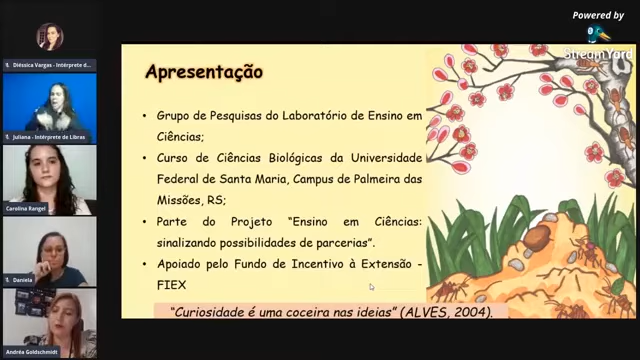 Powered by
StreamYard
Diéssica Vargas - Intérprete d...
Juliana - Intérprete de Libras
Carolina Rangel
Daniela
Andréa Goldschmidt
Apresentação
• Grupo de Pesquisas do Laboratório de Ensino em
Ciências;
• Curso de Ciências Biológicas da Universidade
Federal de Santa Maria, Campus de Palmeira das
Missões, RS;
• Parte do Projeto "Ensino em Ciências:
sinalizando possibilidades de parcerias".
• Apoiado pelo Fundo de Incentivo à Extensão -
FIEX
"Curiosidade é uma coceira nas ideias" (ALVES, 2004).